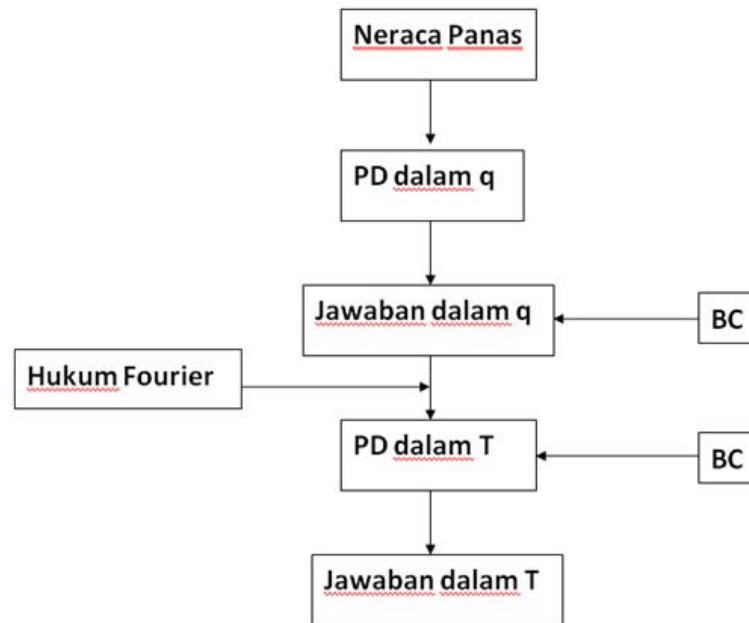 Neraca Panas
PD dalam q
Jawaban dalam q
BC
Hukum Fourier
PD dalam T
BC
Jawaban dalam T